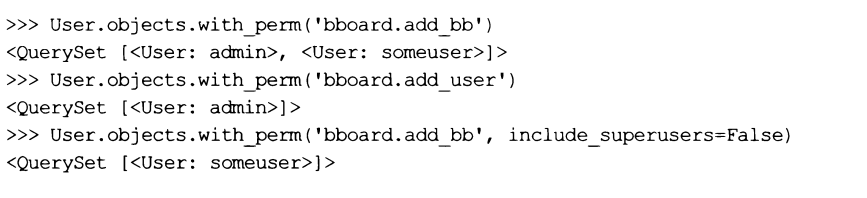 >>> User.objects.with_perm('bboard.add_bb')
<QuerySet [<User: admin>, <User: someuser>]>
>>> User.objects.with_perm('bboard.add_user')
<QuerySet [<User: admin>]>
>>> User.objects.with_perm('bboard.add_bb', include_superusers=False)
<QuerySet [<User: someuser>]>